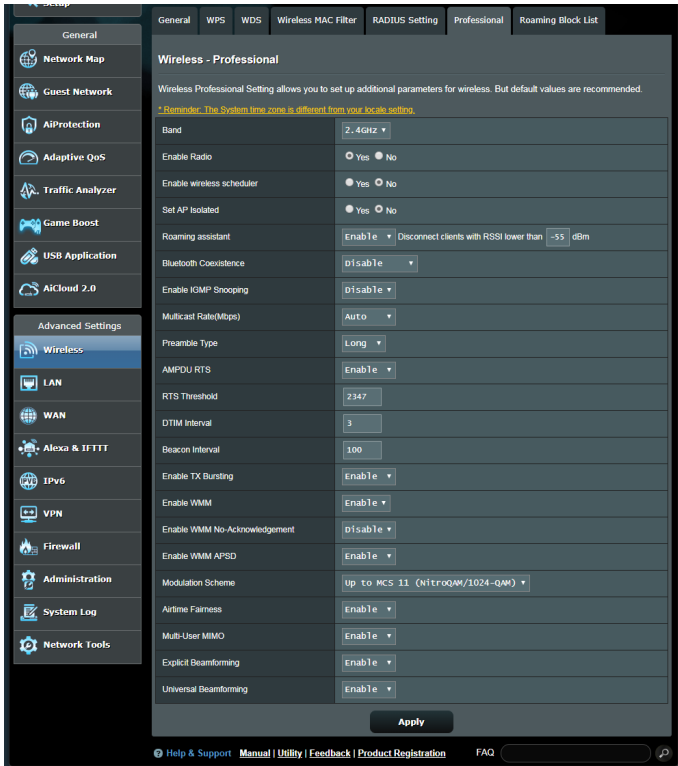 Setup
General
Network Map
Guest Network
AiProtection
Adaptive QoS
Traffic Analyzer
Game Boost
USB Application
AiCloud 2.0
Advanced Settings
Wireless
LAN
WAN
Alexa & IFTTT
IPv6
VPN
Firewall
Administration
System Log
Network Tools
General WPS WDS Wireless MAC Filter RADIUS Setting Professional Roaming Block List
Wireless - Professional
Wireless Professional Setting allows you to set up additional parameters for wireless. But default values are recommended.
* Reminder: The System time zone is different from your locale setting.
Band 2.4GHz
Enable Radio Yes No
Enable wireless scheduler Yes No
Set AP Isolated Yes No
Roaming assistant Enable Disconnect clients with RSSI lower than -55 dBm
Bluetooth Coexistence Disable
Enable IGMP Snooping Disable
Multicast Rate(Mbps) Auto
Preamble Type Long
AMPDU RTS Enable
RTS Threshold 2347
DTIM Interval 3
Beacon Interval 100
Enable TX Bursting Enable
Enable WMM Enable
Enable WMM No-Acknowledgement Disable
Enable WMM APSD Enable
Modulation Scheme Up to MCS 11 (NitroQAM/1024-QAM)
Airtime Fairness Enable
Multi-User MIMO Enable
Explicit Beamforming Enable
Universal Beamforming Enable
Apply
Help & Support Manual | Utility | Feedback | Product Registration FAQ